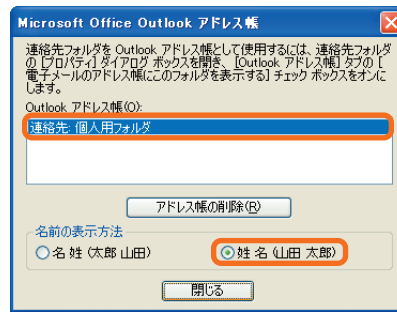 Microsoft Office Outlook アドレス帳
連絡先フォルダを Outlook アドレス帳として使用するには、連絡先フォルダ
の [プロパティ] ダイアログ ボックスを開き、[Outlook アドレス帳] タブの [
電子メールのアドレス帳にこのフォルダを表示する] チェック ボックスをオンに
します。
Outlook アドレス帳(O):
連絡先: 個人用フォルダ
アドレス帳の削除(R)
名前の表示方法
名 姓 (太郎 山田)
姓 名 (山田 太郎)
閉じる